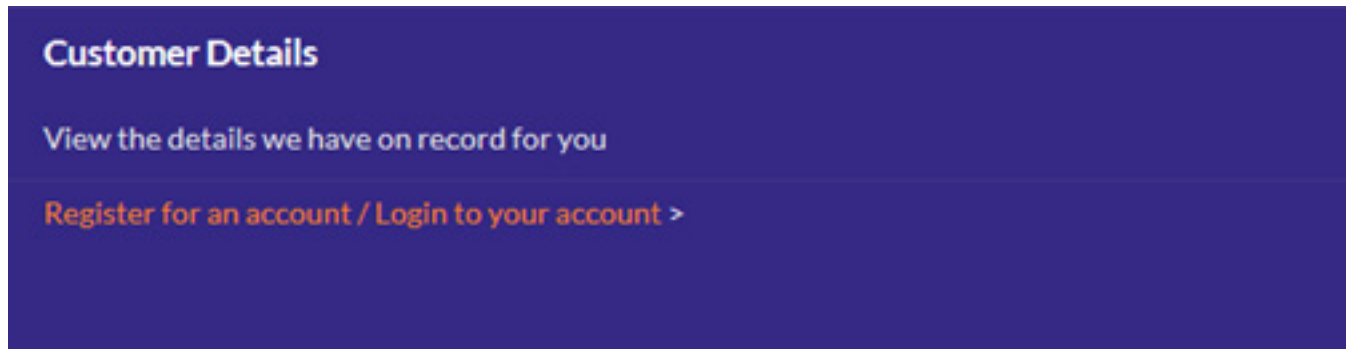 Customer Details
View the details we have on record for you
Register for an account / Login to your account >